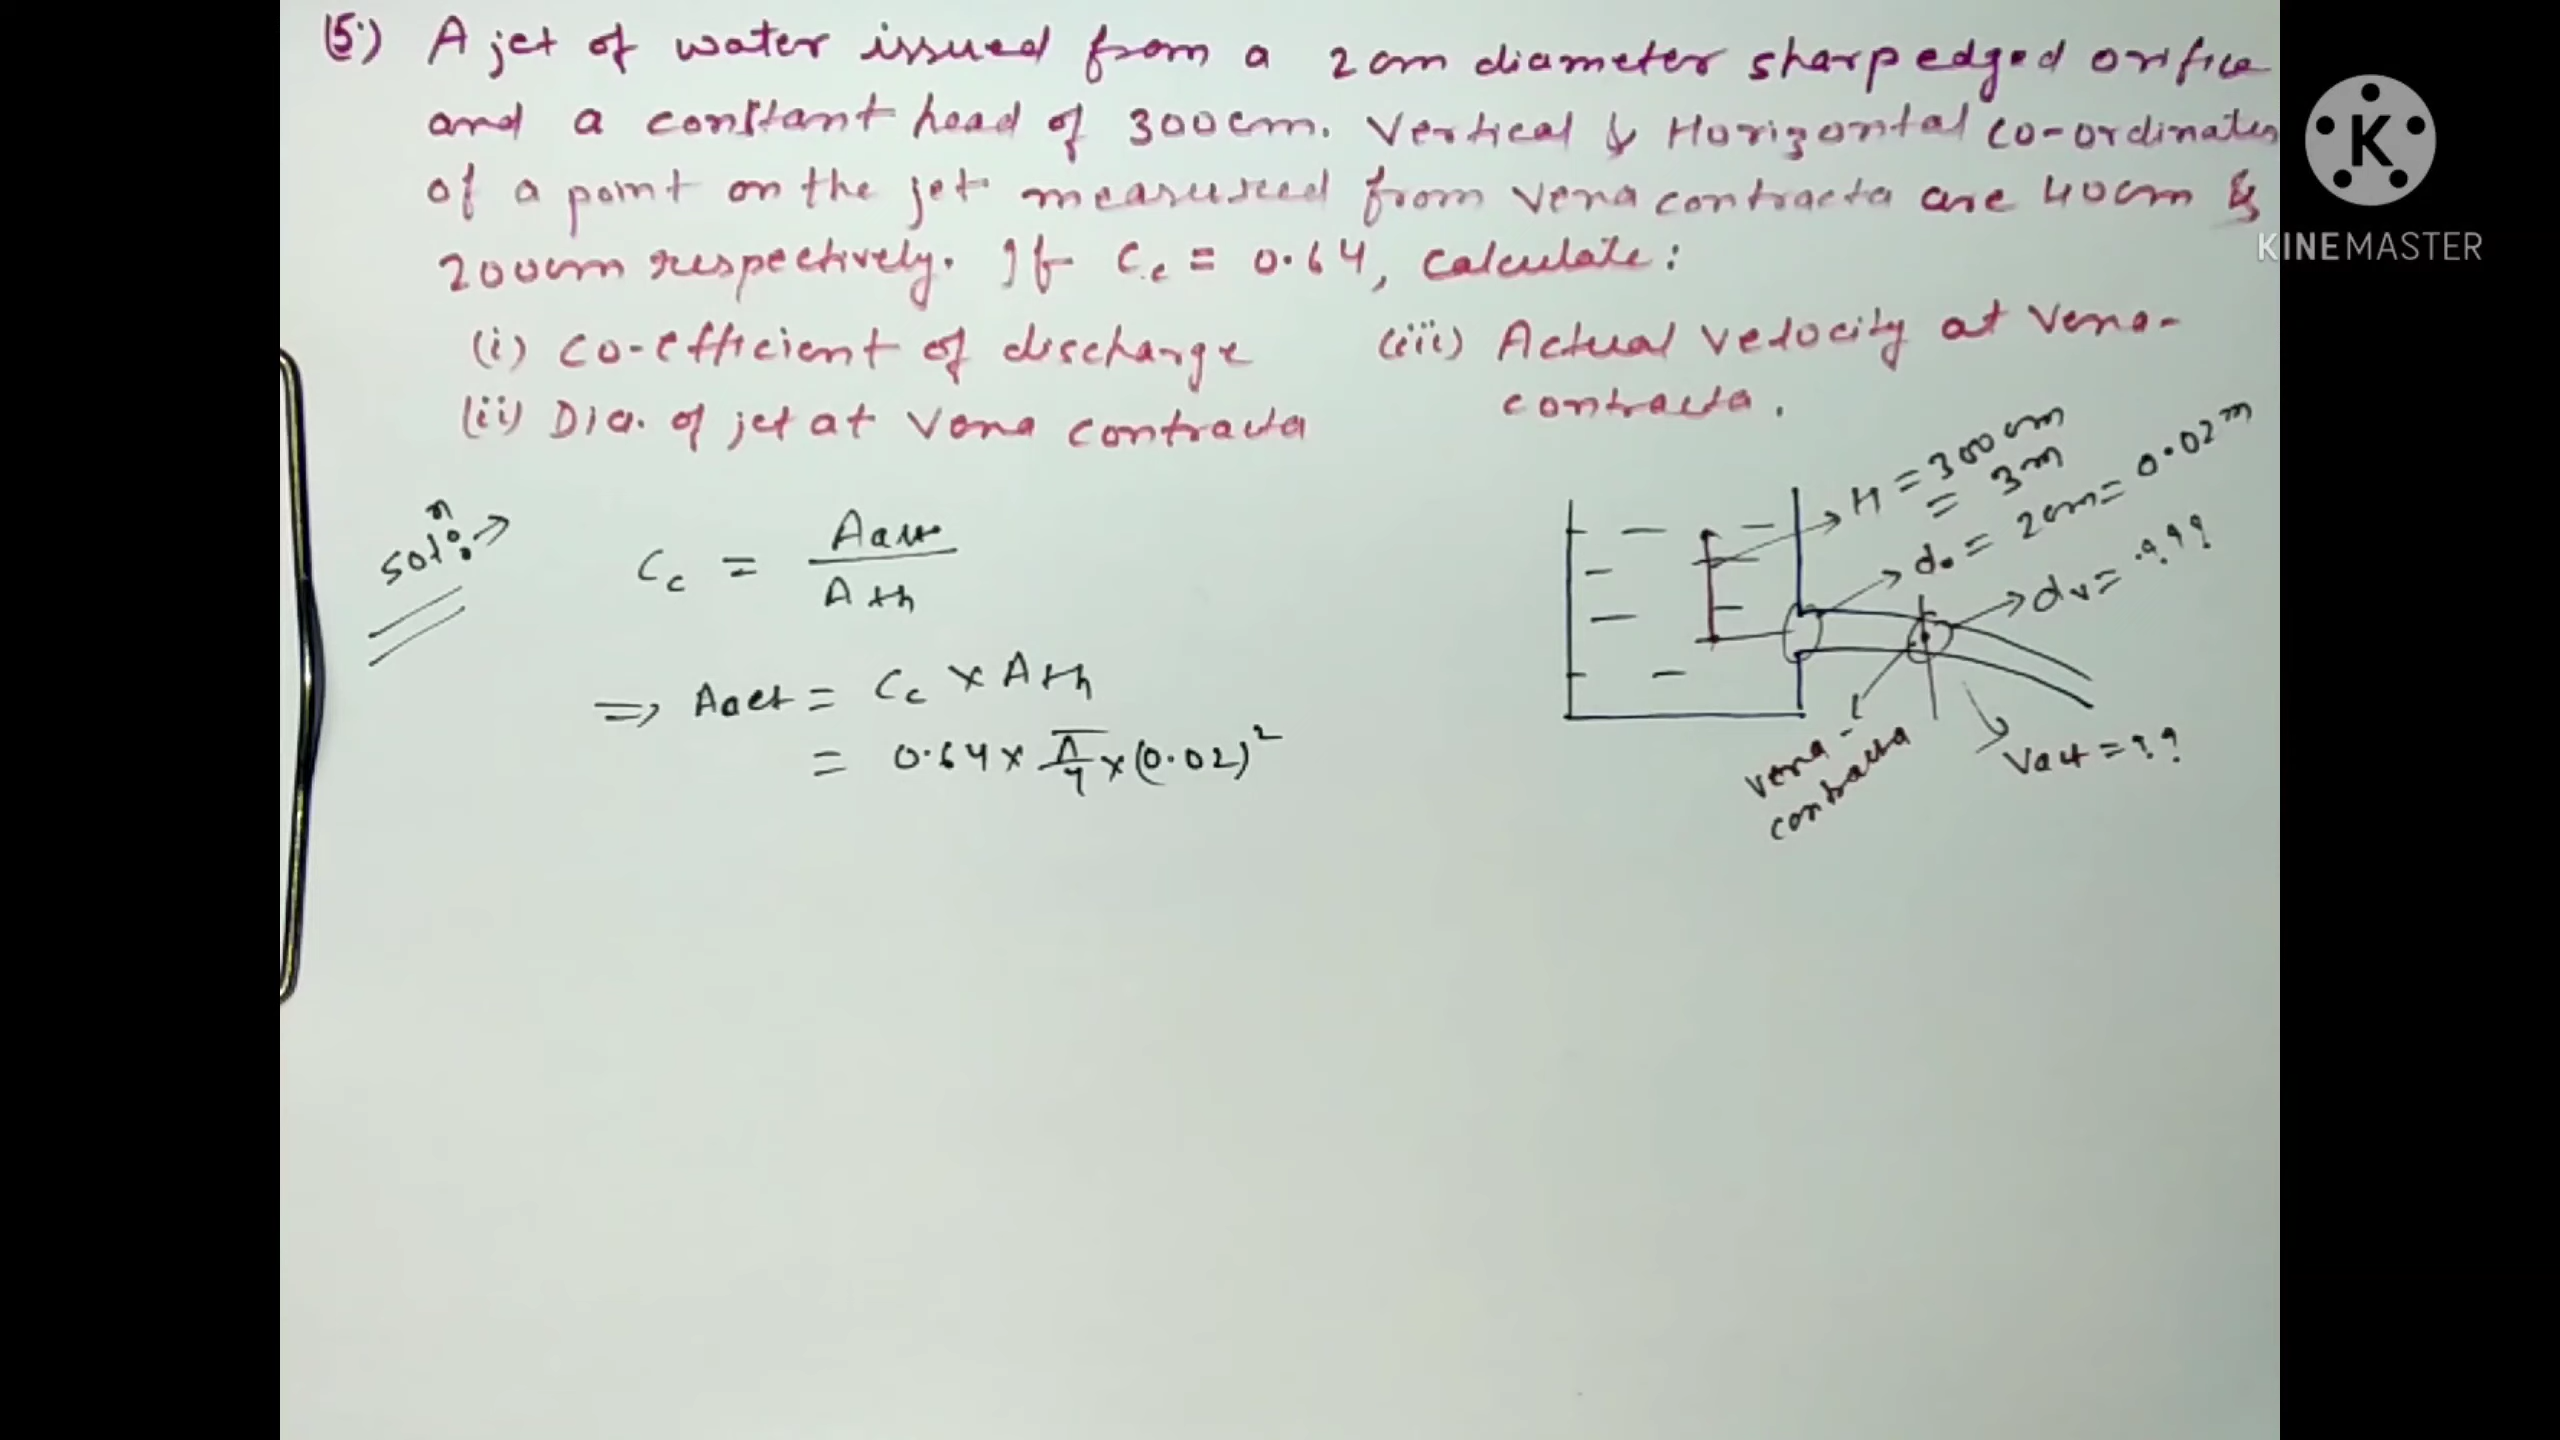 (5.) A jet of water issued from a 2cm diameter sharp edged orifice
and a constant head of 300cm. Vertical & Horizontal co-ordinates
of a point on the jet measured from vena contracta are 40cm &
200cm respectively. If Cc = 0.64, calculate:
(i) co-efficient of discharge
(iii) Actual velocity at vena-
contracta.
(ii) Dia. of jet at vena contracta
K
KINEMASTER
solⁿ:→
Cc = Aact / Ath
⇒ Aact = Cc × Ath
= 0.64 × π/4 × (0.02)²
H = 300cm
= 3m
do = 2cm = 0.02m
dv = ???
Vact = ??
vena-
contracta